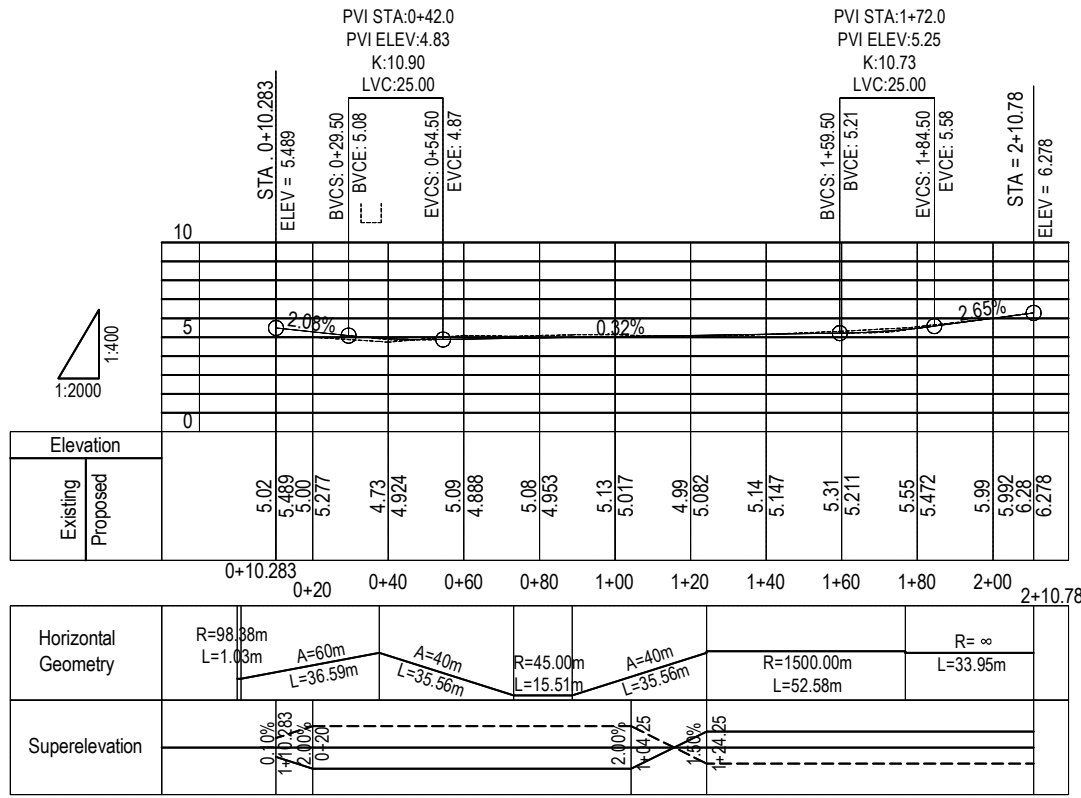 PVI STA:0+42.0
PVI ELEV:4.83
K:10.90
LVC:25.00
PVI STA:1+72.0
PVI ELEV:5.25
K:10.73
LVC:25.00
STA . 0+10.283
ELEV = 5.489
BVCS: 0+29.50
BVCE: 5.08
EVCS: 0+54.50
EVCE: 4.87
BVCS: 1+59.50
BVCE: 5.21
EVCS: 1+84.50
EVCE: 5.58
STA = 2+10.78
ELEV = 6.278
10
5
0
2.08%
0.32%
2.65%
1:400
1:2000
Elevation
Existing
Proposed
5.02
5.489
5.00
5.277
4.73
4.924
5.09
4.888
5.08
4.953
5.13
5.017
4.99
5.082
5.14
5.147
5.31
5.211
5.55
5.472
5.99
5.992
6.28
6.278
0+10.283
0+20
0+40
0+60
0+80
1+00
1+20
1+40
1+60
1+80
2+00
2+10.78
Horizontal
Geometry
R=98.38m
L=1.03m
A=60m
L=36.59m
A=40m
L=35.56m
R=45.00m
L=15.51m
A=40m
L=35.56m
R=1500.00m
L=52.58m
R= ∞
L=33.95m
Superelevation
0.10%
1+10.283
2.00%
0+20
2.00%
1+04.25
1.50%
1+24.25